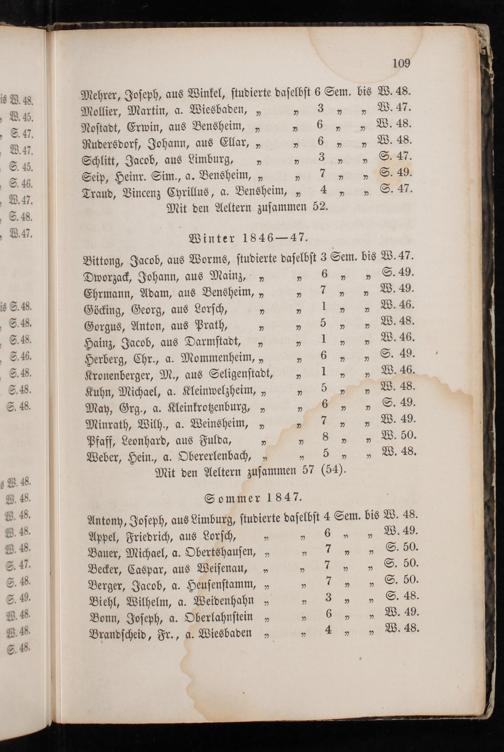 109
Mehrer, Joseph, aus Winkel, studierte daselbst 6 Sem. bis W. 48.
Mollier, Martin, a. Wiesbaden, „ „ 3 „ „ W. 47.
Nostadt, Erwin, aus Bensheim, „ „ 6 „ „ W. 48.
Rudersdorf, Johann, aus Ellar, „ „ 6 „ „ W. 48.
Schlitt, Jacob, aus Limburg, „ „ 3 „ „ S. 47.
Seip, Heinr. Sim., a. Bensheim, „ „ 7 „ „ S. 49.
Traud, Vincenz Cyrillus, a. Bensheim, „ 4 „ „ S. 47.
Mit den Aeltern zusammen 52.
Winter 1846—47.
Bittong, Jacob, aus Worms, studierte daselbst 3 Sem. bis W. 47.
Dworzack, Johann, aus Mainz, „ „ 6 „ „ S. 49.
Ehrmann, Adam, aus Bensheim, „ „ 7 „ „ W. 49.
Göcking, Georg, aus Lorsch, „ „ 1 „ „ W. 46.
Gorgus, Anton, aus Prath, „ „ 5 „ „ W. 48.
Hainz, Jacob, aus Darmstadt, „ „ 1 „ „ W. 46.
Herberg, Chr., a. Mommenheim, „ „ 6 „ „ S. 49.
Kronenberger, M., aus Seligenstadt, „ 1 „ „ W. 46.
Kuhn, Michael, a. Kleinwelzheim, „ „ 5 „ „ W. 48.
May, Grg., a. Kleinkrotzenburg, „ „ 6 „ „ S. 49.
Minrath, Wilh., a. Weinsheim, „ „ 7 „ „ W. 49.
Pfaff, Leonhard, aus Fulda, „ „ 8 „ „ W. 50.
Weber, Hein., a. Obererlenbach, „ „ 5 „ „ W. 48.
Mit den Aeltern zusammen 57 (54).
Sommer 1847.
Antony, Joseph, aus Limburg, studierte daselbst 4 Sem. bis W. 48.
Appel, Friedrich, aus Lorsch, „ „ 6 „ „ W. 49.
Bauer, Michael, a. Obertshausen, „ „ 7 „ „ S. 50.
Becker, Caspar, aus Weisenau, „ „ 7 „ „ S. 50.
Berger, Jacob, a. Heusenstamm, „ „ 7 „ „ S. 50.
Biehl, Wilhelm, a. Weidenhahn „ „ 3 „ „ S. 48.
Bonn, Joseph, a. Oberlahnstein „ „ 6 „ „ W. 49.
Brandscheid, Fr., a. Wiesbaden „ „ 4 „ „ W. 48.